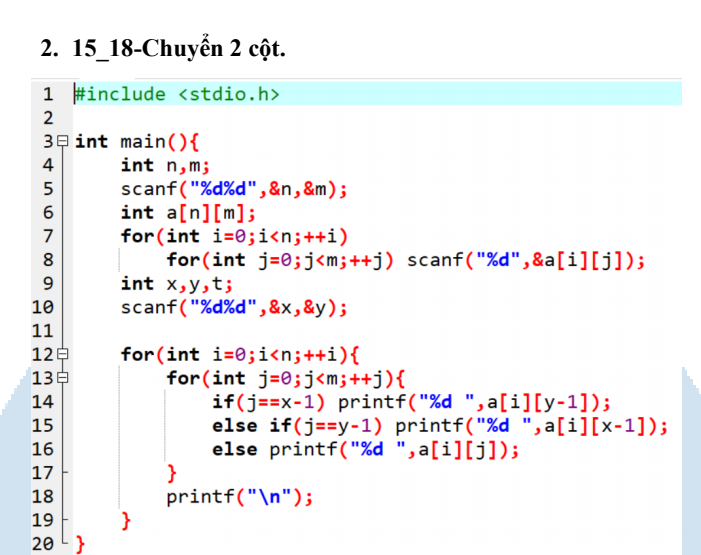 2. 15_18-Chuyển 2 cột.
1 #include <stdio.h>
2
3 int main(){
4 int n,m;
5 scanf("%d%d",&n,&m);
6 int a[n][m];
7 for(int i=0;i<n;++i)
8 for(int j=0;j<m;++j) scanf("%d",&a[i][j]);
9 int x,y,t;
10 scanf("%d%d",&x,&y);
11
12 for(int i=0;i<n;++i){
13 for(int j=0;j<m;++j){
14 if(j==x-1) printf("%d ",a[i][y-1]);
15 else if(j==y-1) printf("%d ",a[i][x-1]);
16 else printf("%d ",a[i][j]);
17 }
18 printf("\n");
19 }
20 }